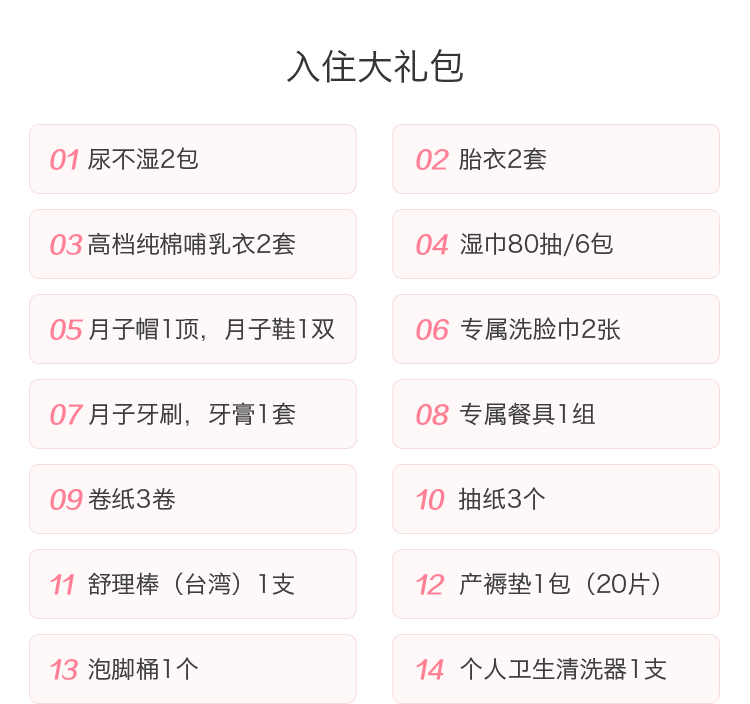 入住大礼包
01 尿不湿2包
02 胎衣2套
03 高档纯棉哺乳衣2套
04 湿巾80抽/6包
05 月子帽1顶，月子鞋1双
06 专属洗脸巾2张
07 月子牙刷，牙膏1套
08 专属餐具1组
09 卷纸3卷
10 抽纸3个
11 舒理棒（台湾）1支
12 产褥垫1包（20片）
13 泡脚桶1个
14 个人卫生清洗器1支